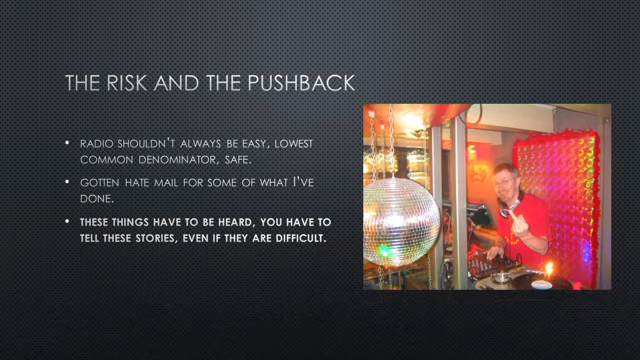 THE RISK AND THE PUSHBACK
• RADIO SHOULDN'T ALWAYS BE EASY, LOWEST
COMMON DENOMINATOR, SAFE.
• GOTTEN HATE MAIL FOR SOME OF WHAT I'VE
DONE.
• THESE THINGS HAVE TO BE HEARD, YOU HAVE TO
TELL THESE STORIES, EVEN IF THEY ARE DIFFICULT.